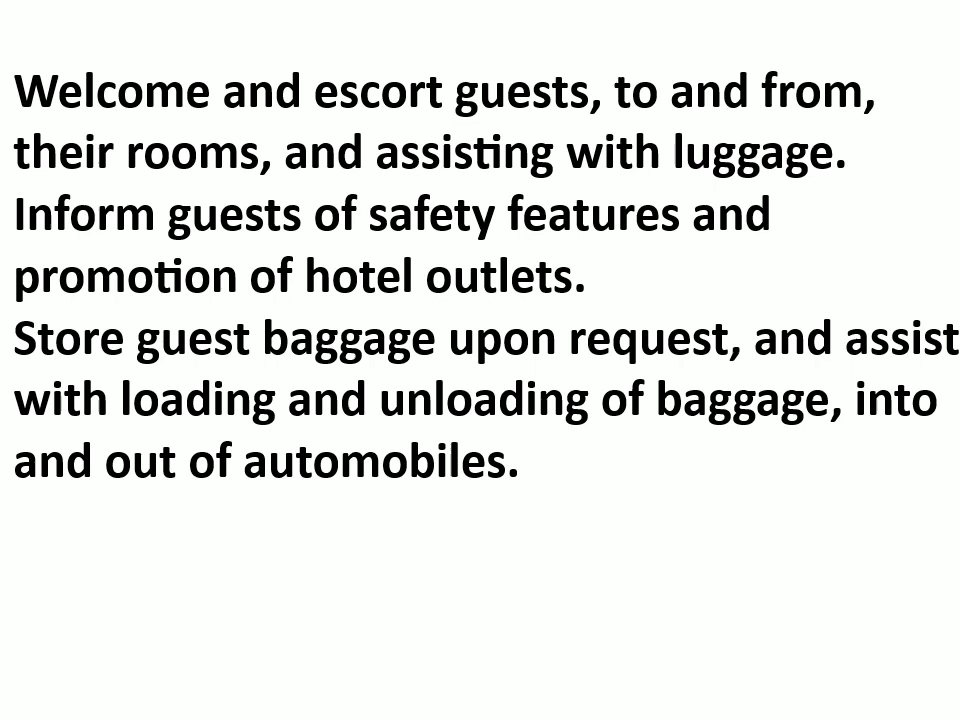 Welcome and escort guests, to and from,
their rooms, and assisting with luggage.
Inform guests of safety features and
promotion of hotel outlets.
Store guest baggage upon request, and assist
with loading and unloading of baggage, into
and out of automobiles.